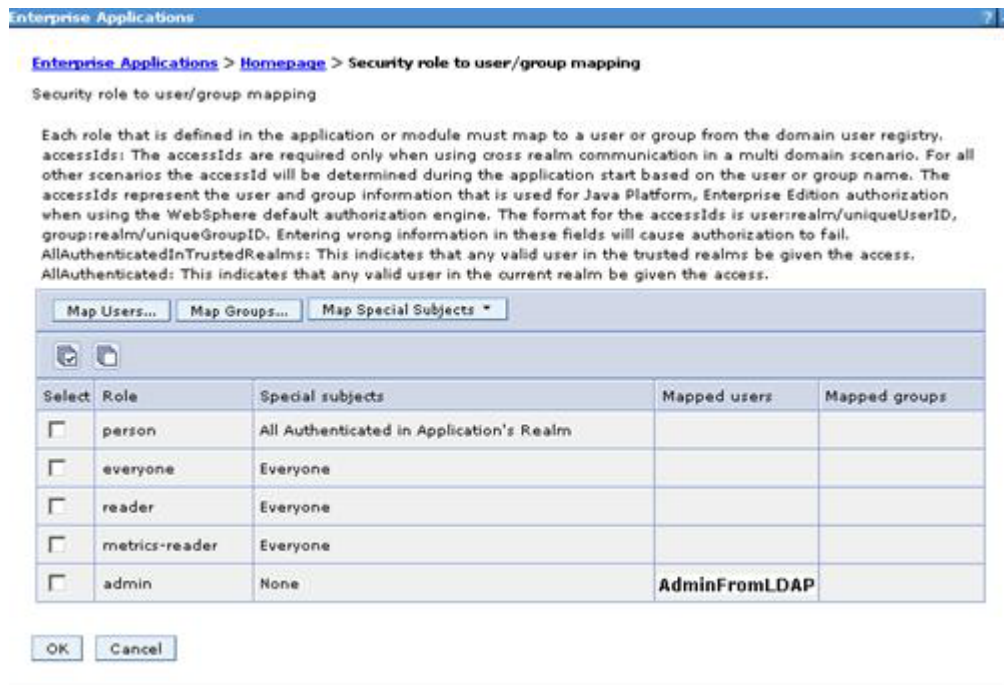 Enterprise Applications
?
Enterprise Applications > Homepage > Security role to user/group mapping
Security role to user/group mapping
Each role that is defined in the application or module must map to a user or group from the domain user registry.
accessIds: The accessIds are required only when using cross realm communication in a multi domain scenario. For all
other scenarios the accessId will be determined during the application start based on the user or group name. The
accessIds represent the user and group information that is used for Java Platform, Enterprise Edition authorization
when using the WebSphere default authorization engine. The format for the accessIds is user:realm/uniqueUserID,
group:realm/uniqueGroupID. Entering wrong information in these fields will cause authorization to fail.
AllAuthenticatedInTrustedRealms: This indicates that any valid user in the trusted realms be given the access.
AllAuthenticated: This indicates that any valid user in the current realm be given the access.
Map Users... Map Groups... Map Special Subjects
Select Role Special subjects Mapped users Mapped groups
person All Authenticated in Application's Realm
everyone Everyone
reader Everyone
metrics-reader Everyone
admin None AdminFromLDAP
OK Cancel